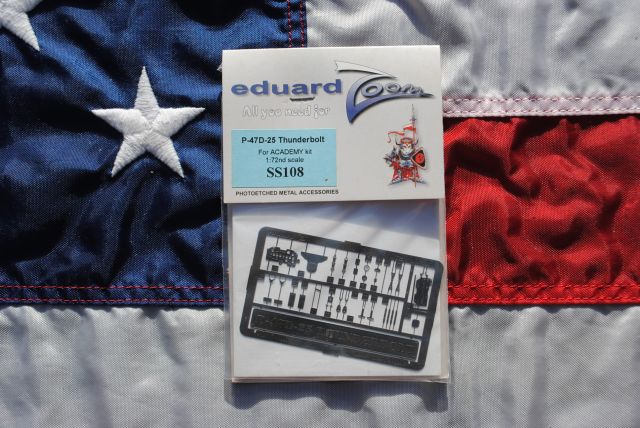 eduard Zoom
All you need for
P-47D-25 Thunderbolt
For ACADEMY kit
1:72nd scale
SS108
PHOTOETCHED METAL ACCESSORIES